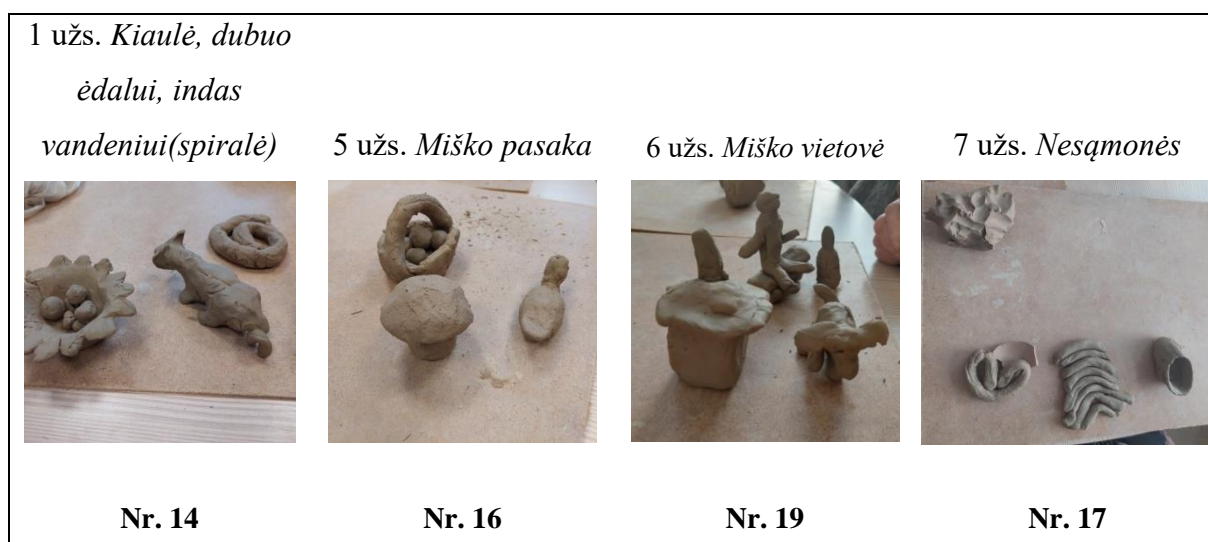 1 užs. Kiaulė, dubuo
ėdalui, indas
vandeniui(spiralė)
5 užs. Miško pasaka
6 užs. Miško vietovė
7 užs. Nesąmonės
Nr. 14
Nr. 16
Nr. 19
Nr. 17